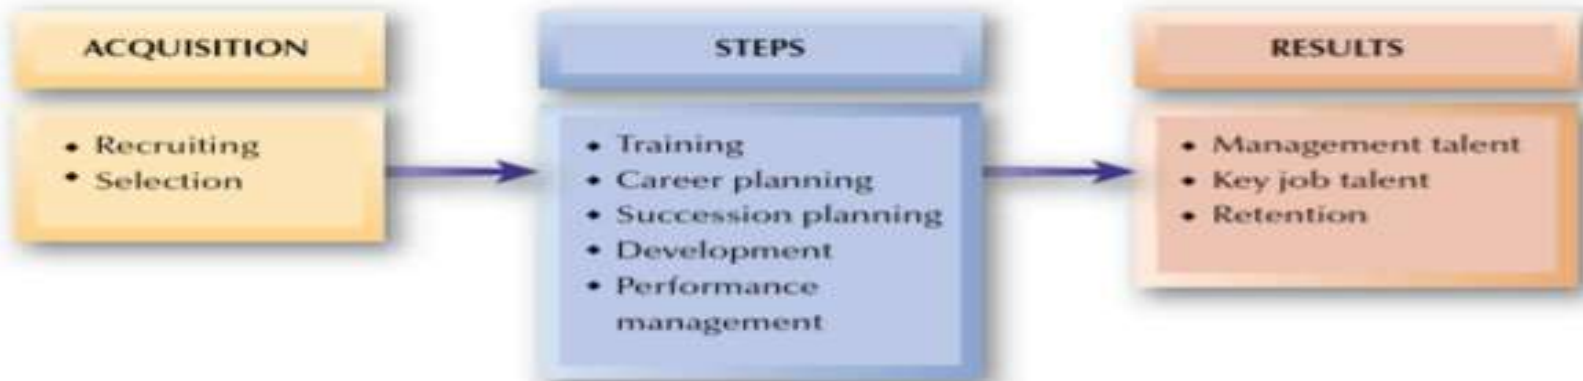 ACQUISITION
• Recruiting
• Selection
STEPS
• Training
• Career planning
• Succession planning
• Development
• Performance
management
RESULTS
• Management talent
• Key job talent
• Retention